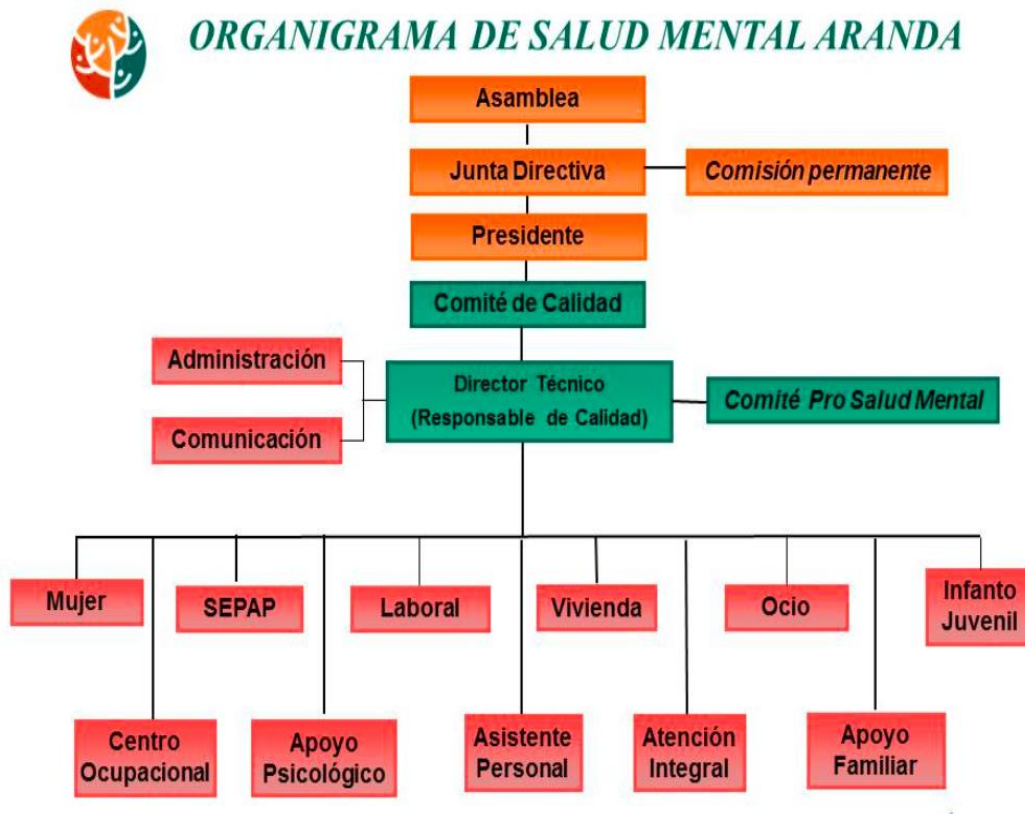 ORGANIGRAMA DE SALUD MENTAL ARANDA
Asamblea
Junta Directiva
Comisión permanente
Presidente
Comité de Calidad
Administración
Director Técnico
(Responsable de Calidad)
Comité Pro Salud Mental
Comunicación
Mujer
SEPAP
Laboral
Vivienda
Ocio
Infanto
Juvenil
Centro
Ocupacional
Apoyo
Psicológico
Asistente
Personal
Atención
Integral
Apoyo
Familiar